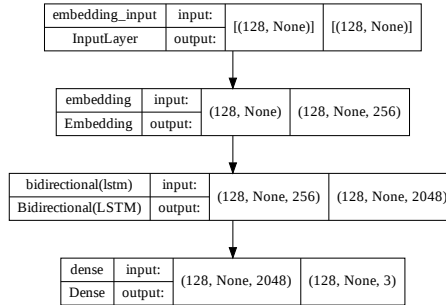 embedding_input input: [(128, None)] [(128, None)]
InputLayer output:
embedding input: (128, None) (128, None, 256)
Embedding output:
bidirectional(lstm) input: (128, None, 256) (128, None, 2048)
Bidirectional(LSTM) output:
dense input: (128, None, 2048) (128, None, 3)
Dense output: